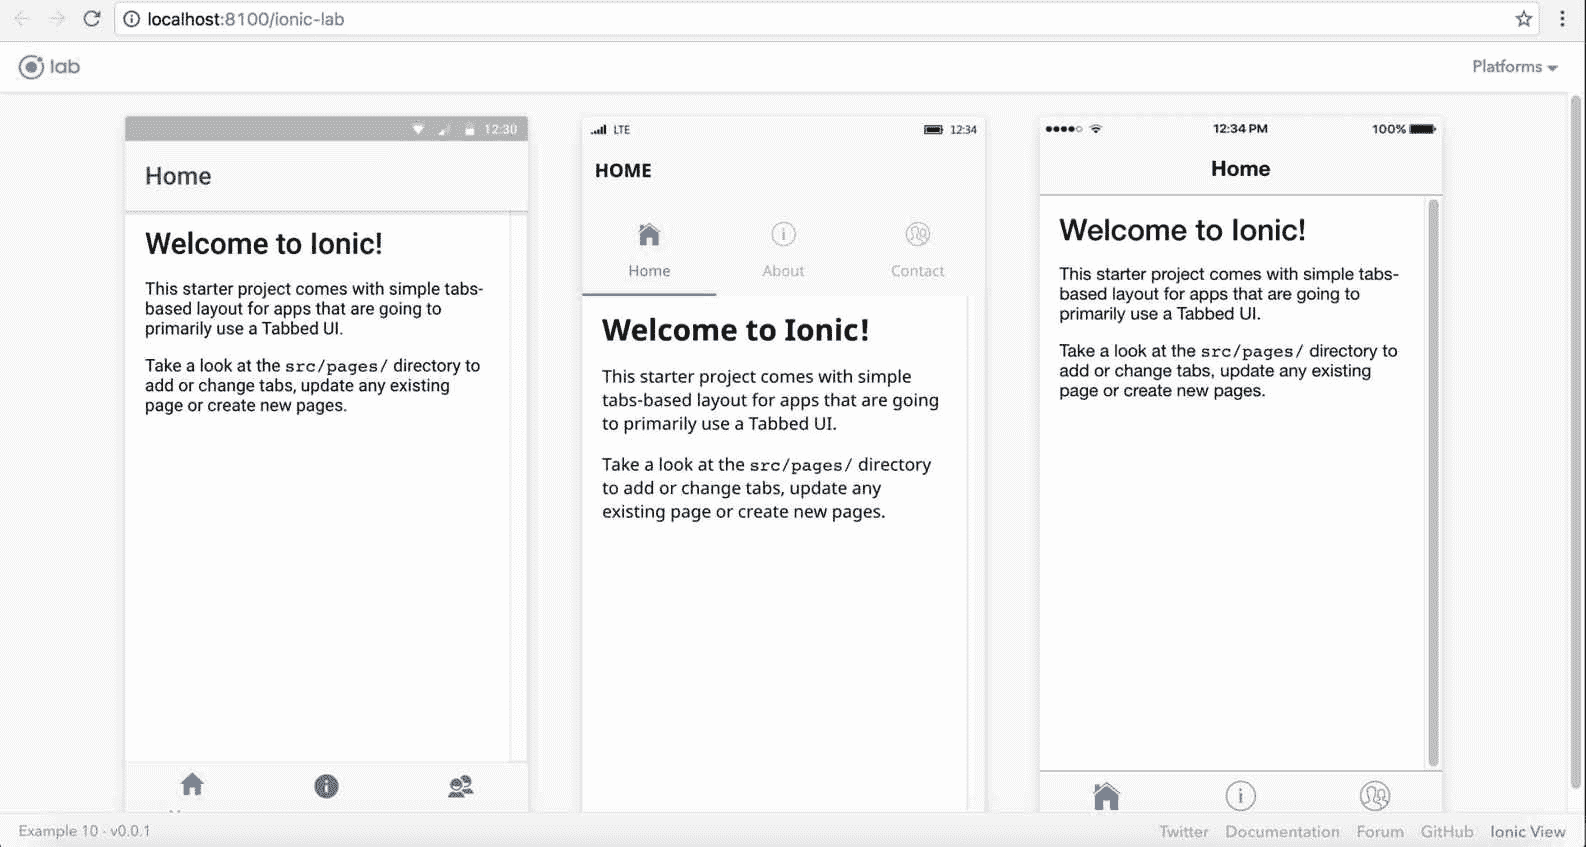 localhost:8100/ionic-lab
lab
Platforms
12:30
Home
Welcome to Ionic!
This starter project comes with simple tabs-
based layout for apps that are going to
primarily use a Tabbed UI.
Take a look at the src/pages/ directory to
add or change tabs, update any existing
page or create new pages.
LTE
12:34
HOME
Home
About
Contact
Welcome to Ionic!
This starter project comes with simple
tabs-based layout for apps that are going
to primarily use a Tabbed UI.
Take a look at the src/pages/ directory
to add or change tabs, update any
existing page or create new pages.
12:34 PM
100%
Home
Welcome to Ionic!
This starter project comes with simple tabs-
based layout for apps that are going to
primarily use a Tabbed UI.
Take a look at the src/pages/ directory to
add or change tabs, update any existing
page or create new pages.
Example 10 - v0.0.1
Twitter Documentation Forum GitHub Ionic View